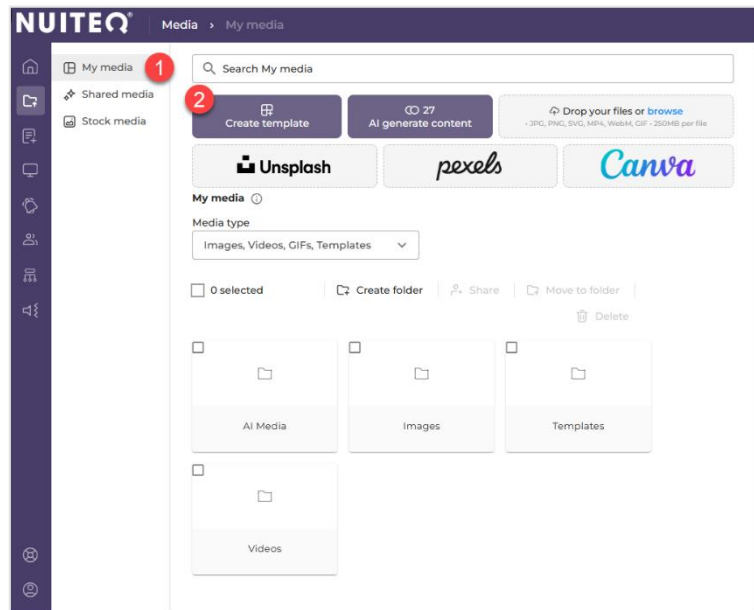 NUITEQ®
Media › My media
My media
1
Shared media
Stock media
Search My media
2
Create template
27
AI generate content
Drop your files or browse
• JPG, PNG, SVG, MP4, WebM, GIF • 250MB per file
Unsplash
pexels
Canva
My media
Media type
Images, Videos, GIFs, Templates
0 selected
Create folder
Share
Move to folder
Delete
AI Media
Images
Templates
Videos